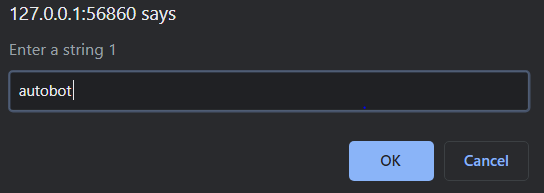 127.0.0.1:56860 says
Enter a string 1
autobot
OK Cancel